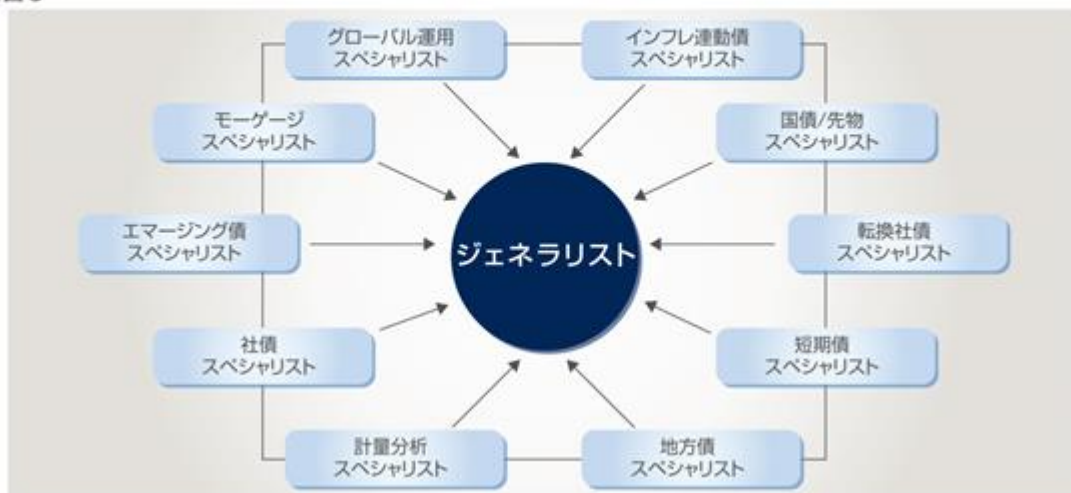 グローバル運用
スペシャリスト
インフレ連動債
スペシャリスト
モーゲージ
スペシャリスト
国債/先物
スペシャリスト
エマージング債
スペシャリスト
ジェネラリスト
転換社債
スペシャリスト
社債
スペシャリスト
短期債
スペシャリスト
計量分析
スペシャリスト
地方債
スペシャリスト